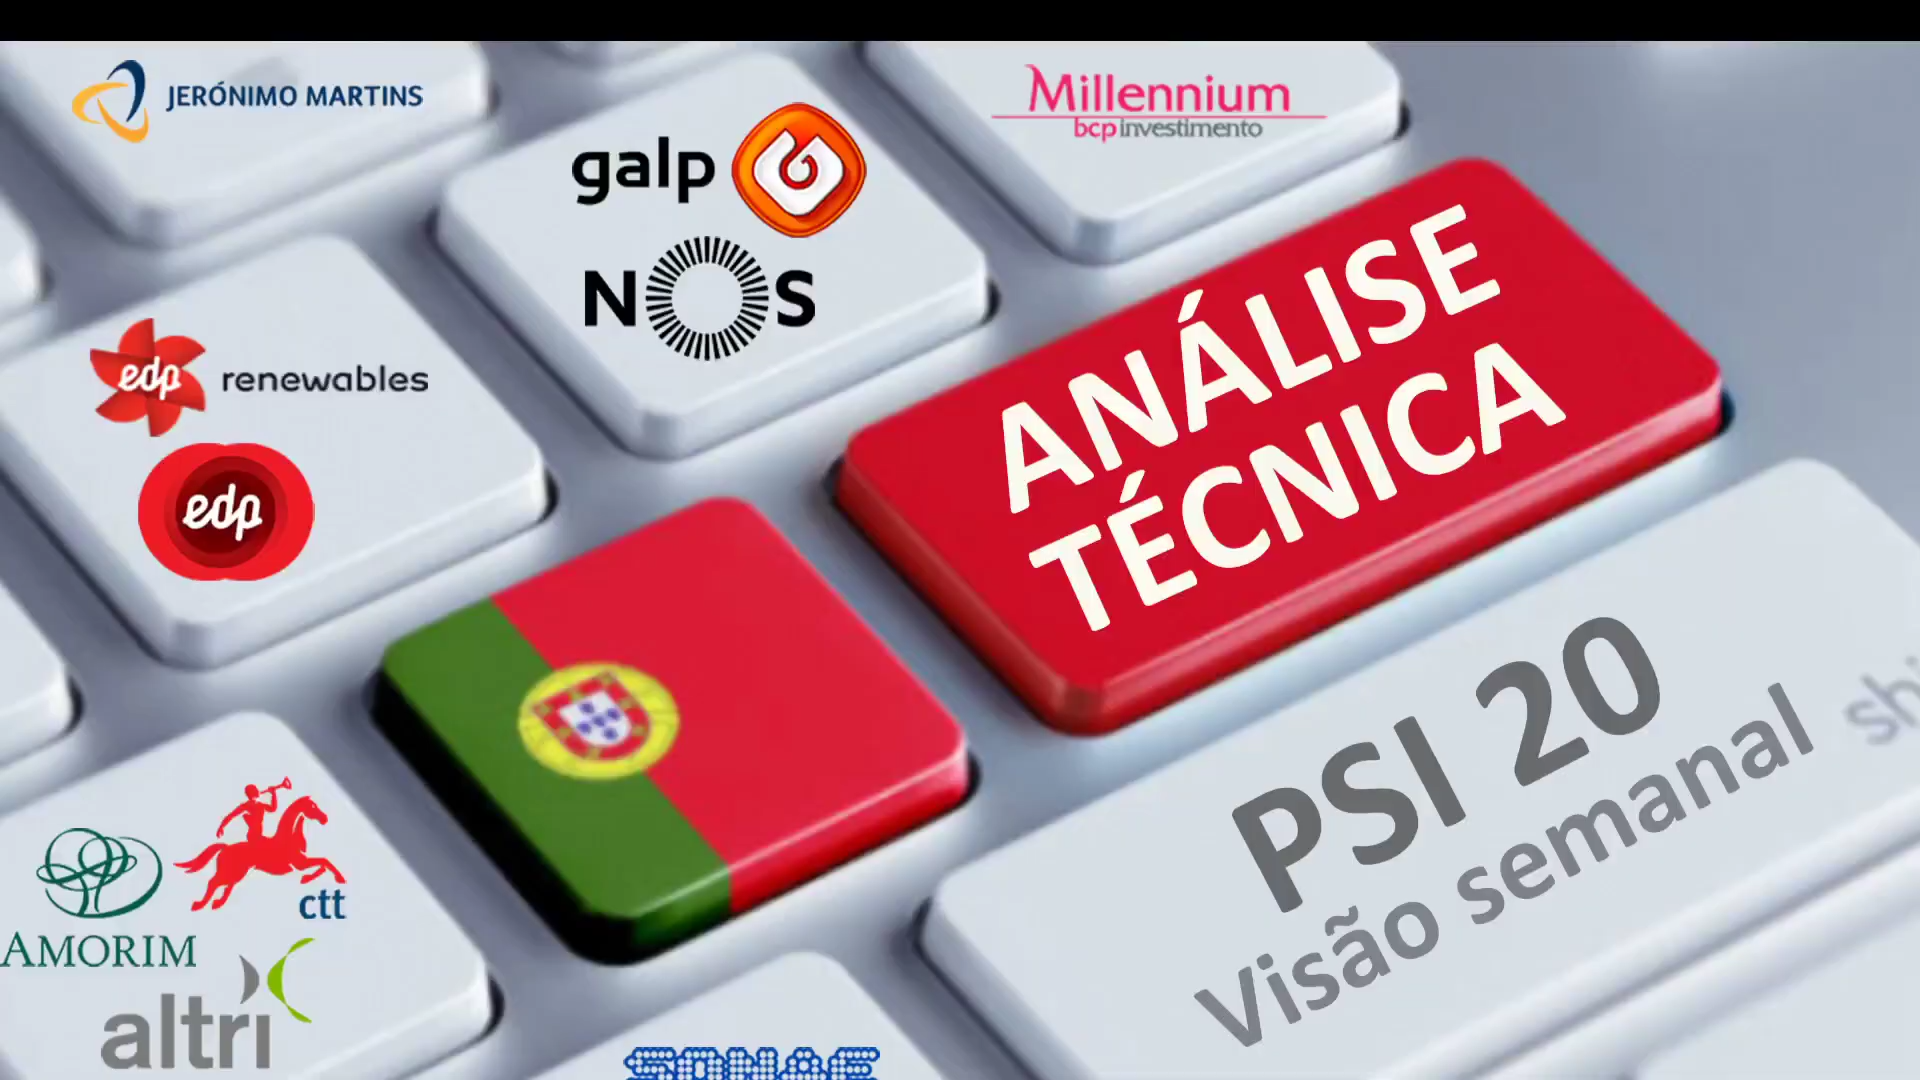 JERÓNIMO MARTINS
Millennium
bcp investimento
galp
NOS
edp renewables
edp
ANÁLISE
TÉCNICA
PSI 20
Visão semanal
ctt
AMORIM
altri
SONAE